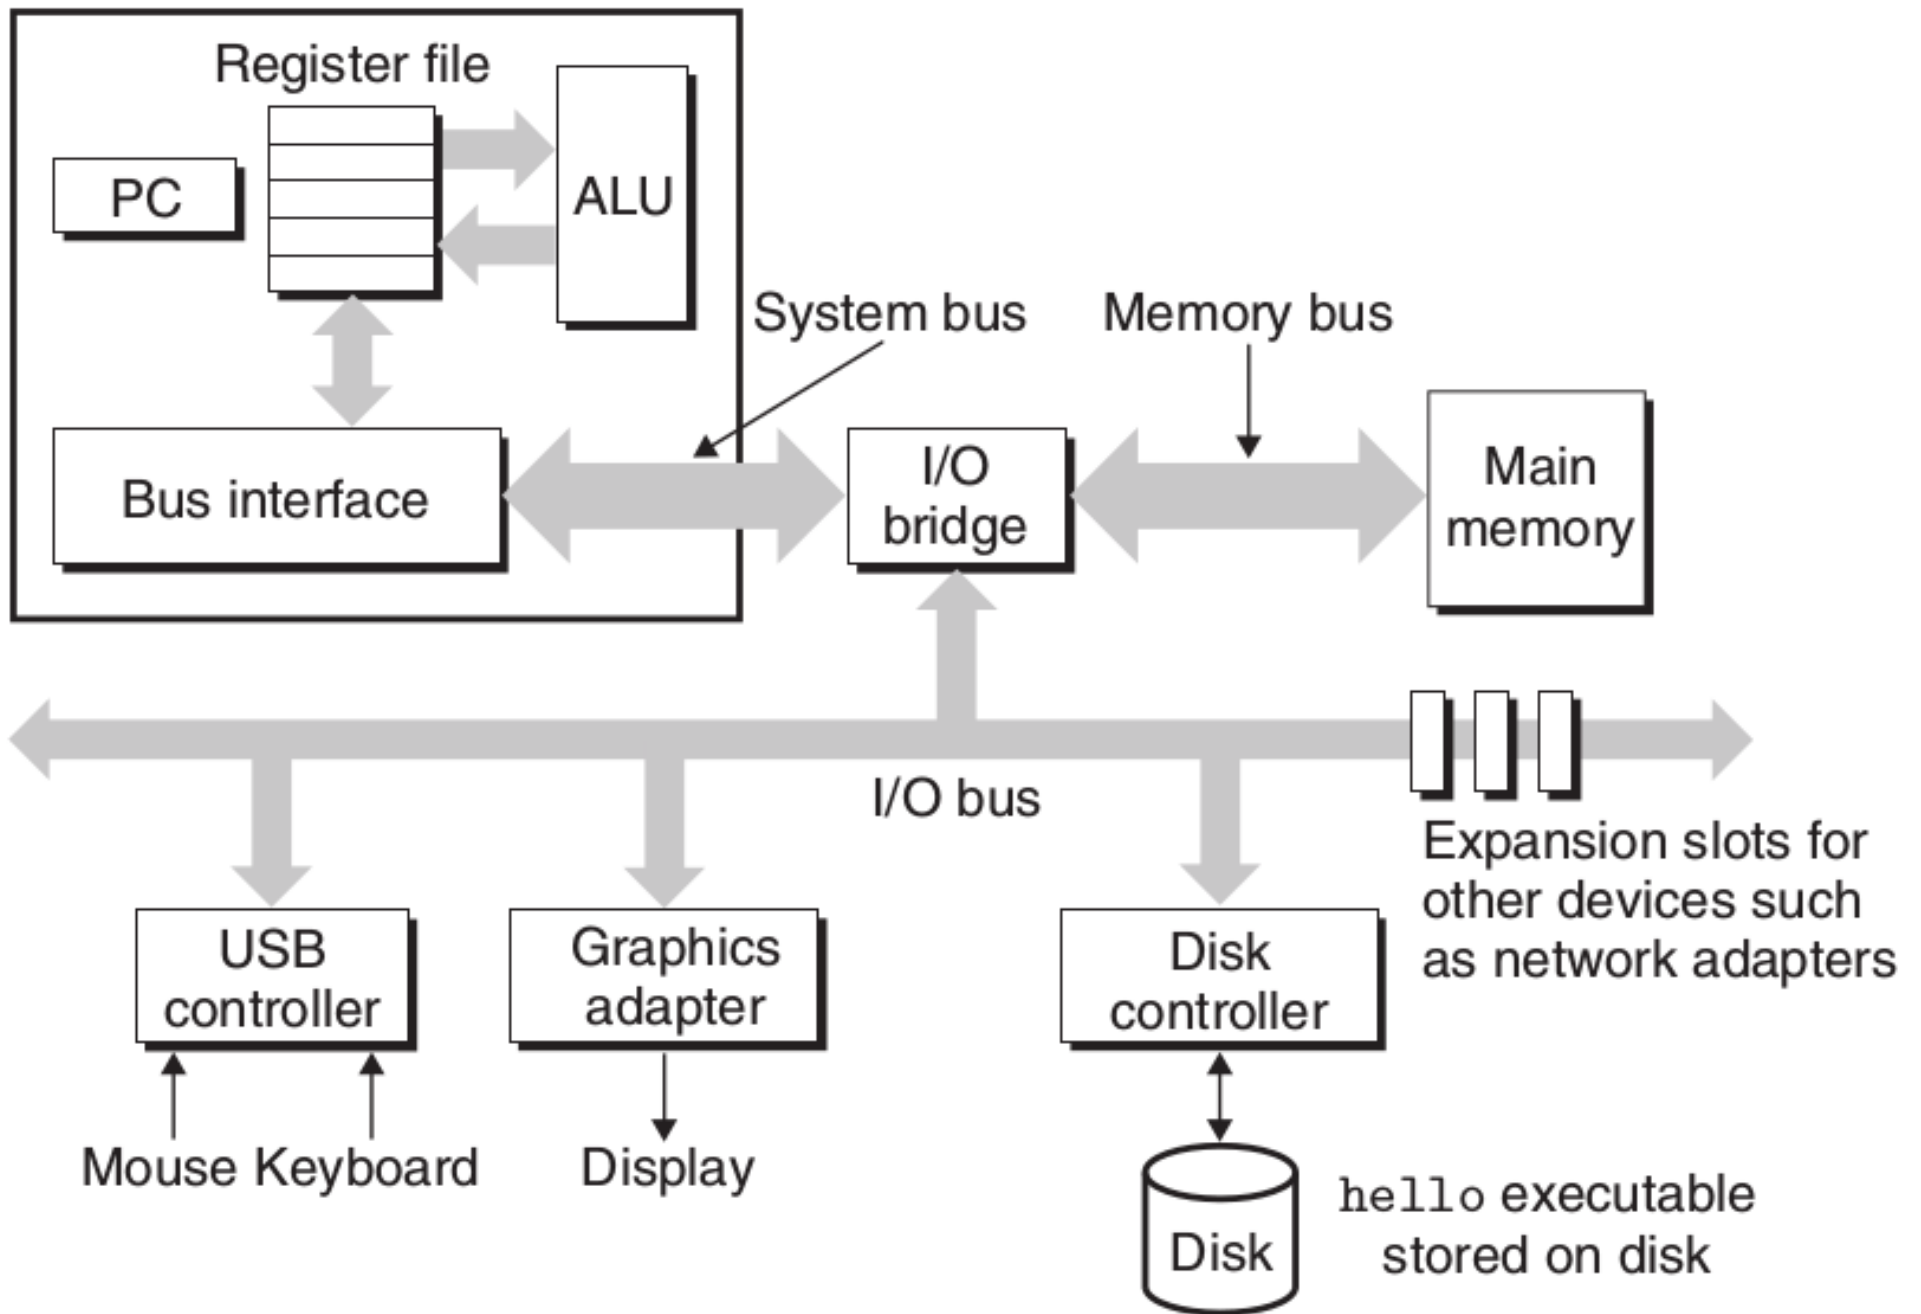 Register file
PC
ALU
System bus
Memory bus
Bus interface
I/O
bridge
Main
memory
I/O bus
Expansion slots for
other devices such
as network adapters
USB
controller
Graphics
adapter
Disk
controller
Mouse
Keyboard
Display
Disk
hello executable
stored on disk